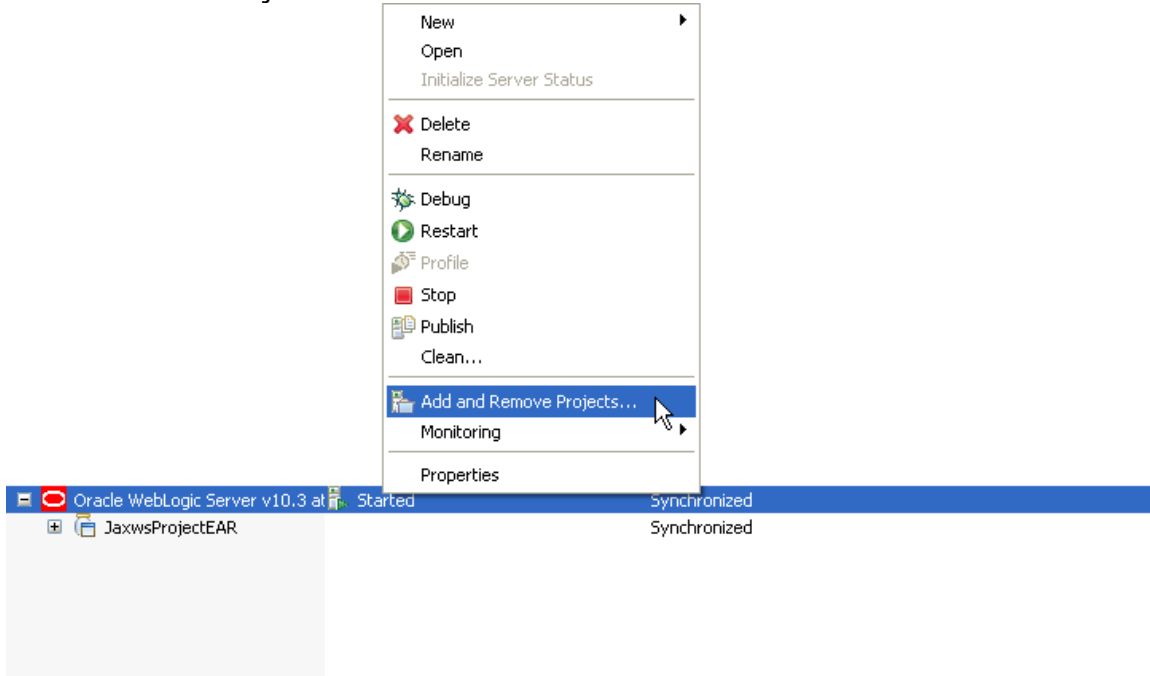 New
Open
Initialize Server Status
Delete
Rename
Debug
Restart
Profile
Stop
Publish
Clean...
Add and Remove Projects...
Monitoring
Properties
Oracle WebLogic Server v10.3 at Started Synchronized
JaxwsProjectEAR Synchronized